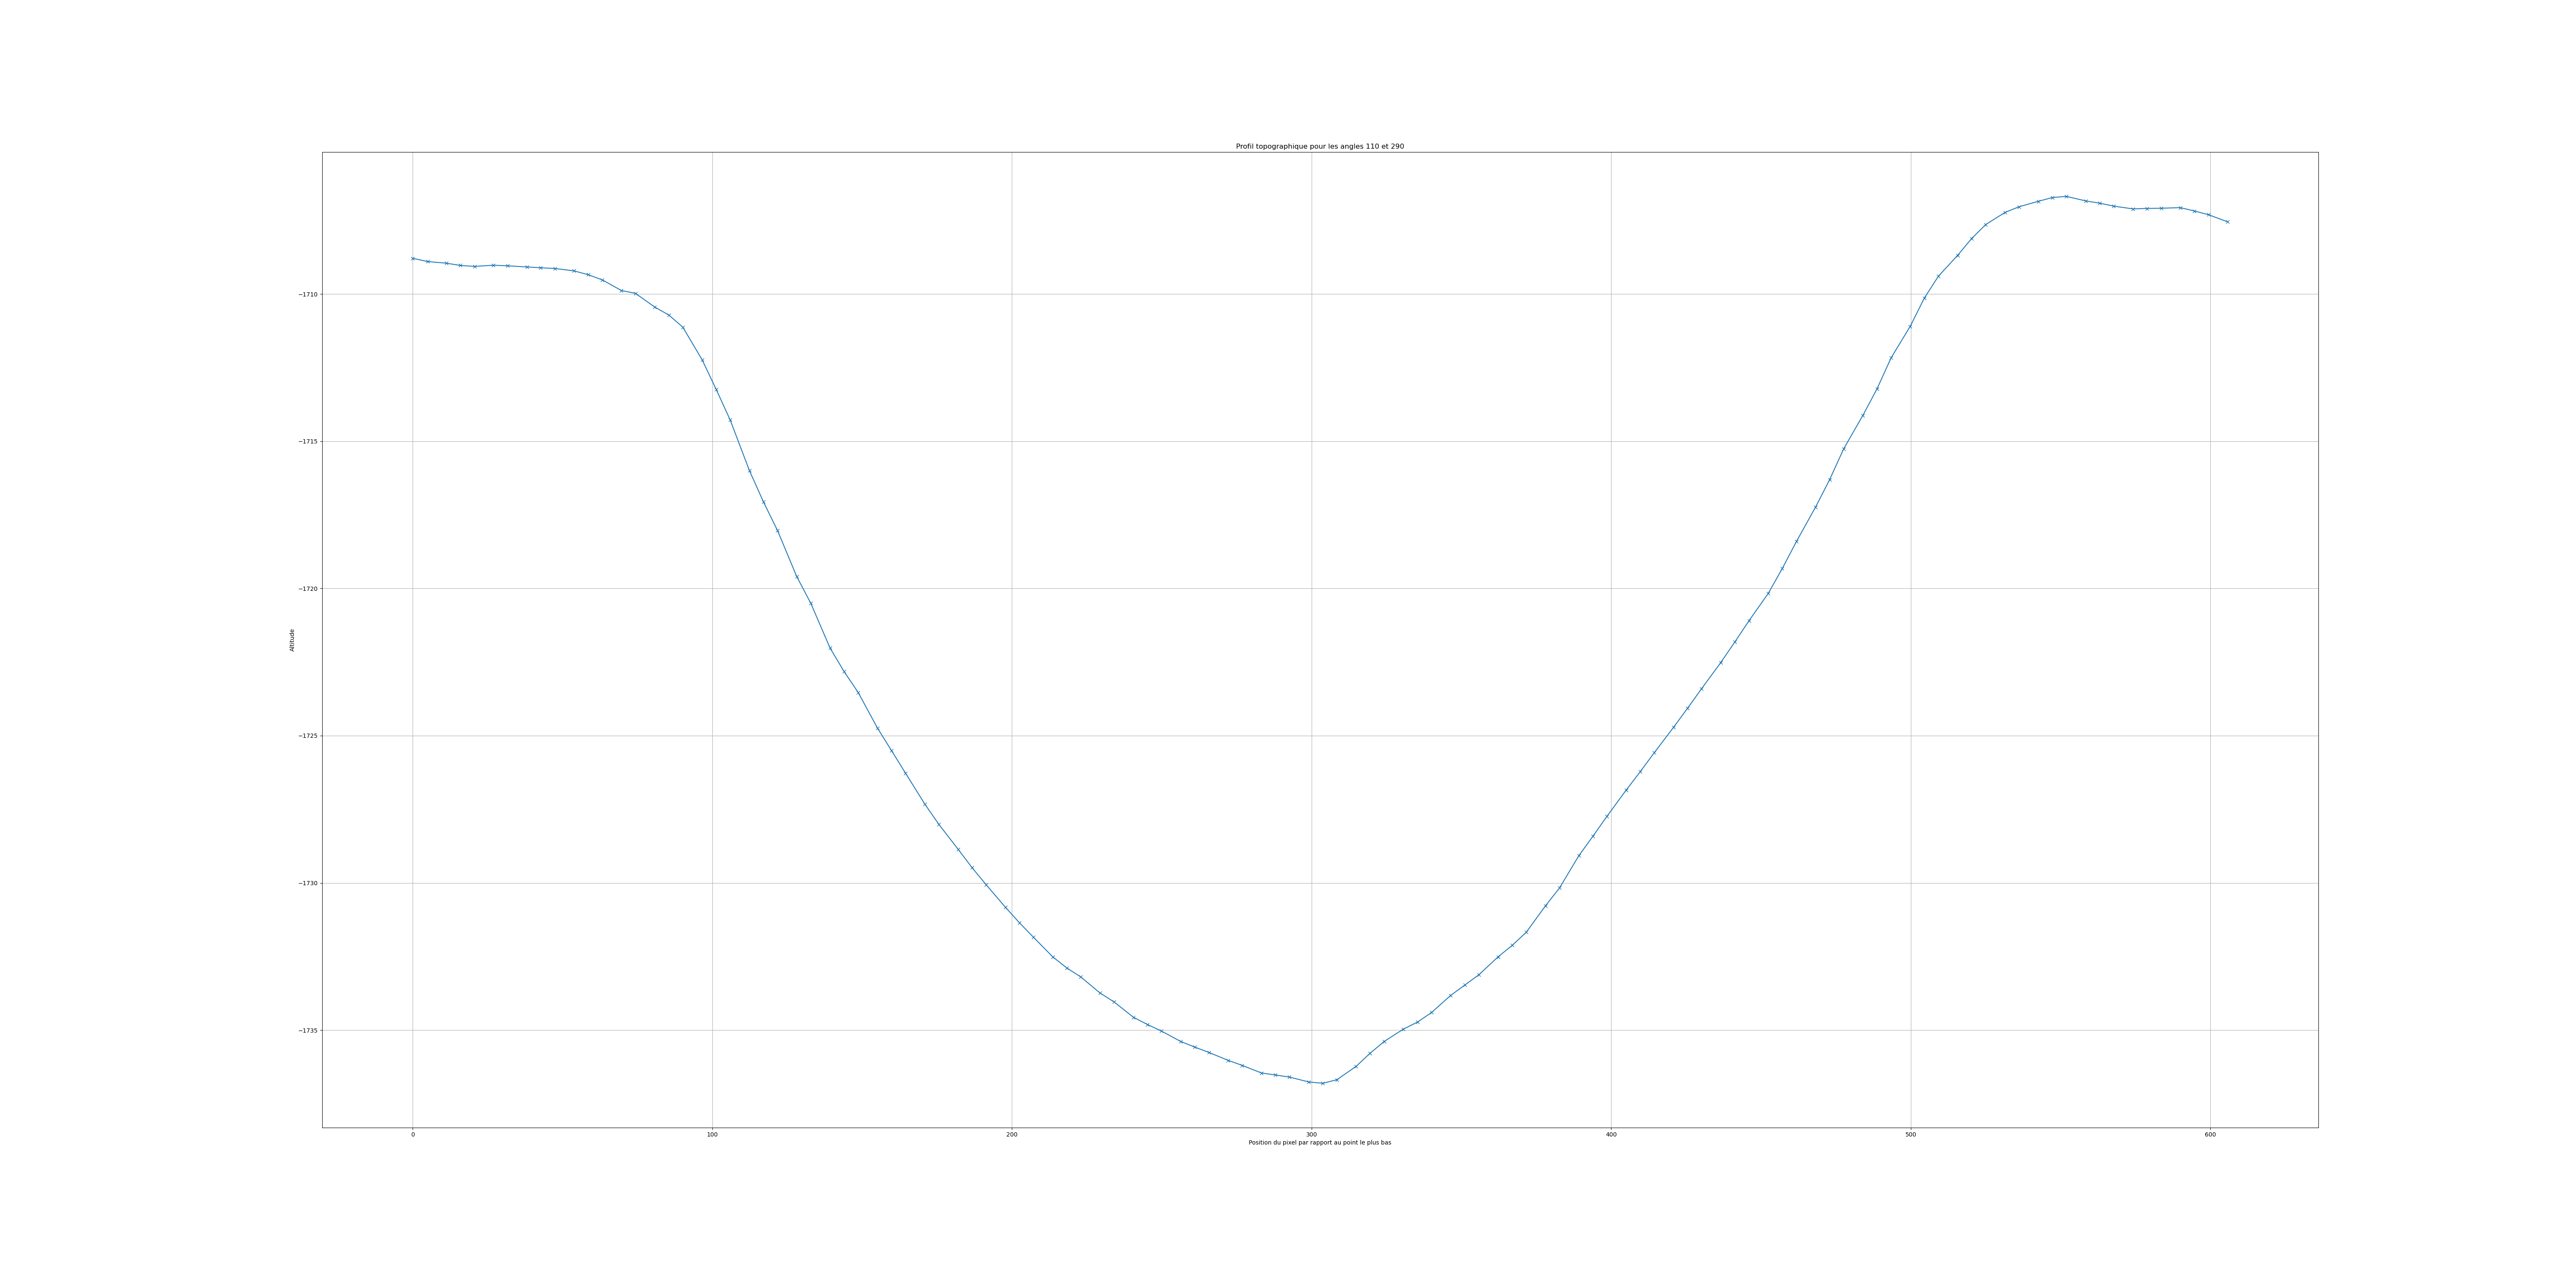 Profil topographique pour les angles 110 et 290
−1710
−1715
−1720
−1725
−1730
−1735
Altitude
0 100 200 300 400 500 600
Position du pixel par rapport au point le plus bas